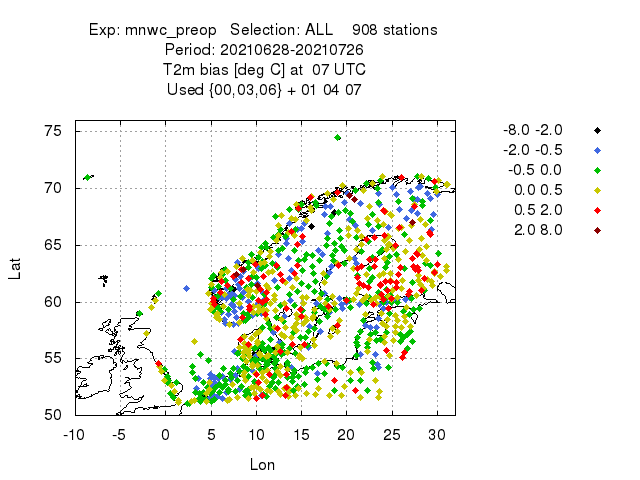 Exp: mnwc_preop Selection: ALL 908 stations
Period: 20210628-20210726
T2m bias [deg C] at 07 UTC
Used {00,03,06} + 01 04 07
-8.0 -2.0
-2.0 -0.5
-0.5 0.0
0.0 0.5
0.5 2.0
2.0 8.0
75
70
65
60
55
50
Lat
-10 -5 0 5 10 15 20 25 30
Lon